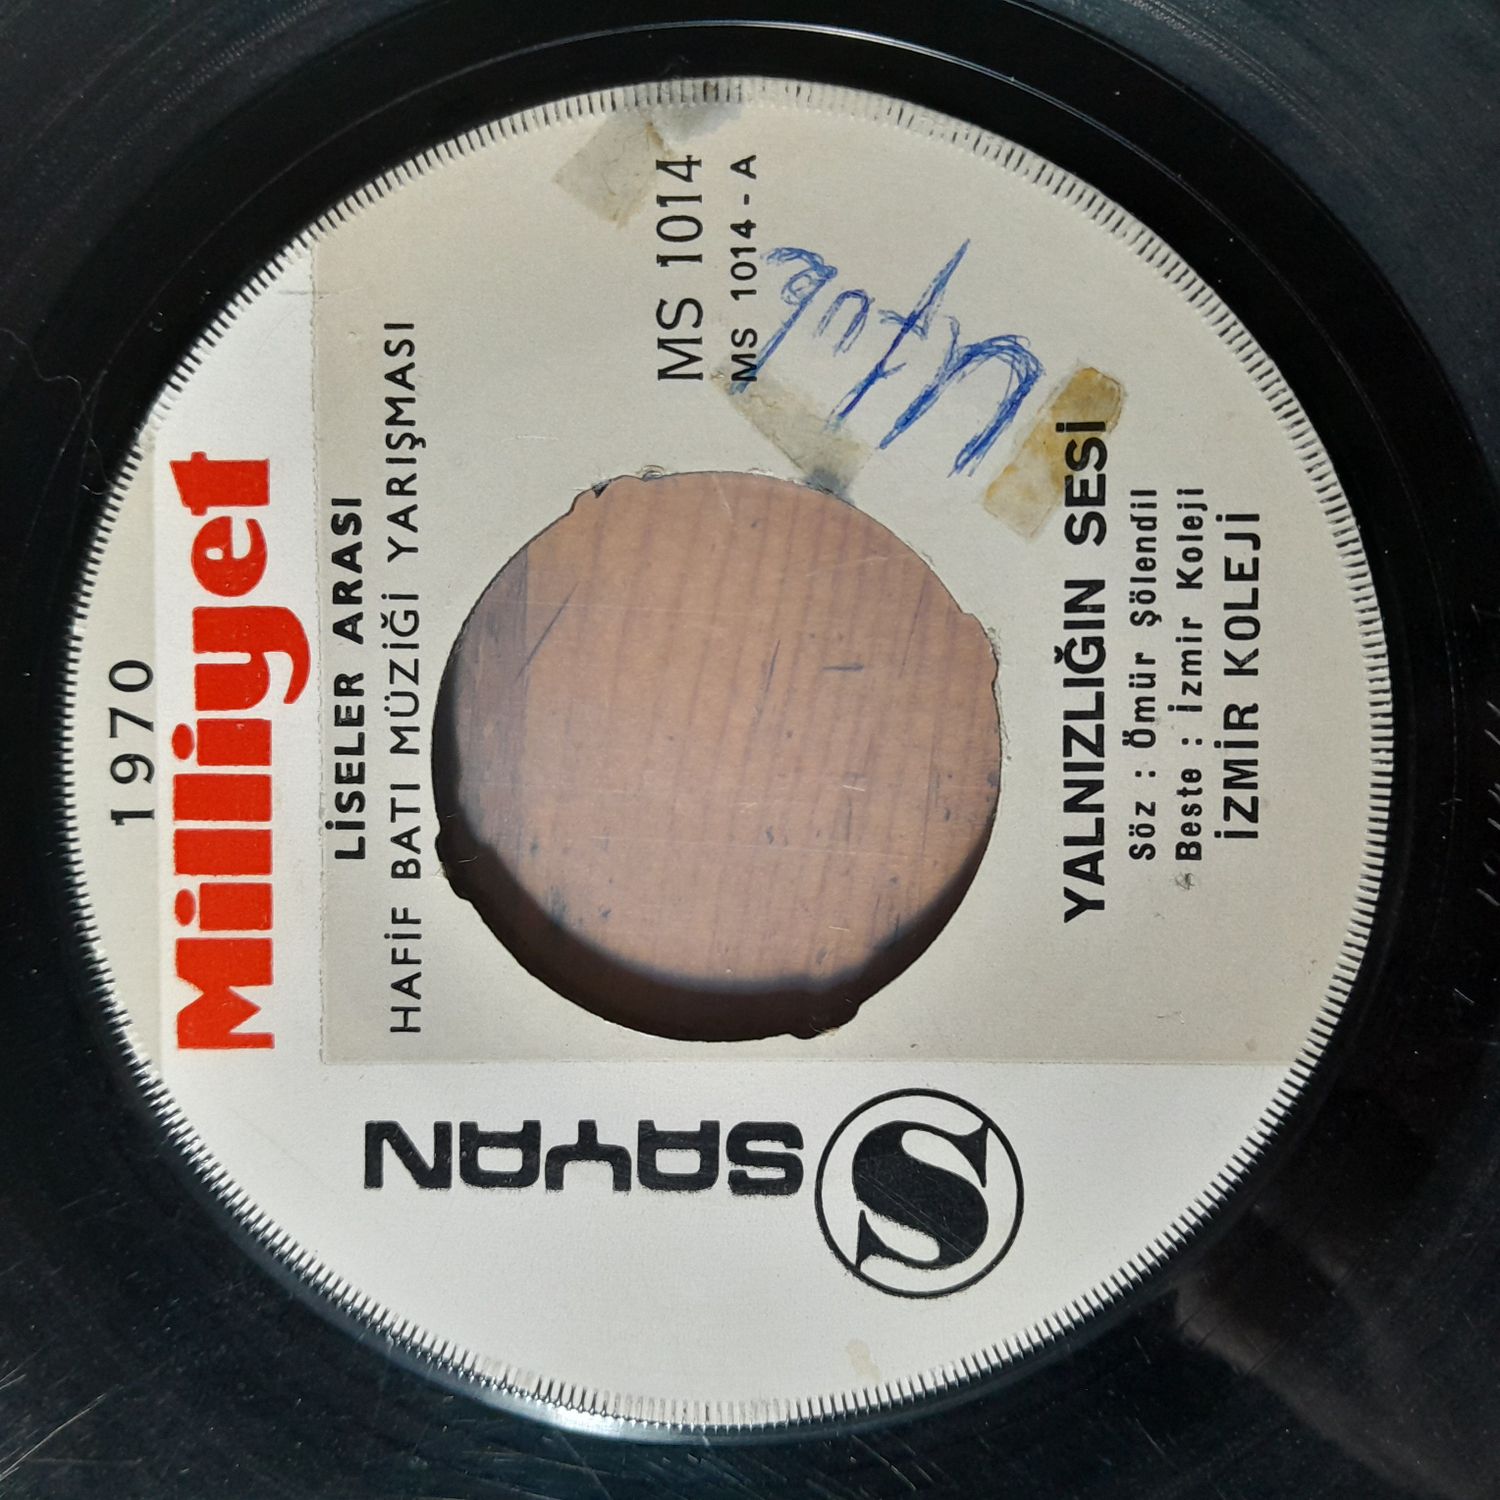 1970
Milliyet
LİSELER ARASI
HAFİF BATI MÜZİĞİ YARIŞMASI
SAYAN
S
MS 1014
MS 1014 - A
Ufuk
YALNIZLIĞIN SESİ
Söz : Ömür Şölendil
Beste : İzmir Koleji
İZMİR KOLEJİ